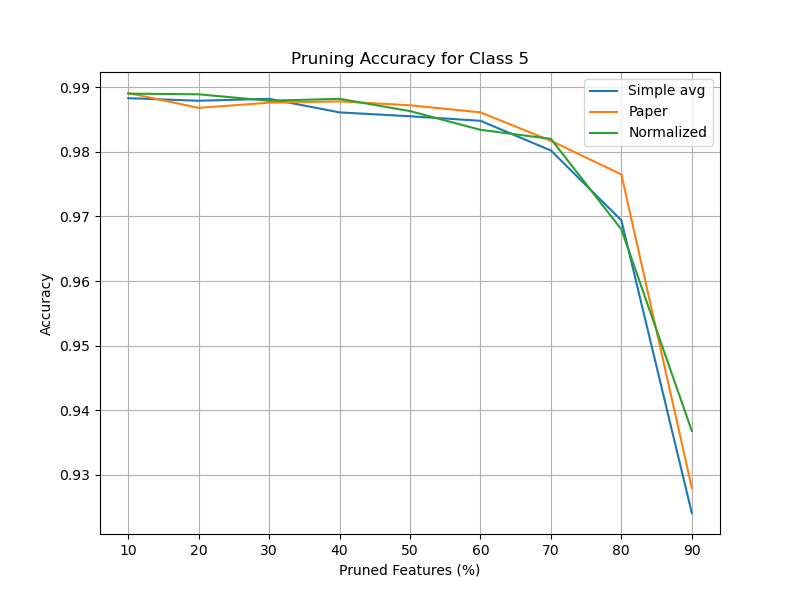 Pruning Accuracy for Class 5
Simple avg
Paper
Normalized
0.99
0.98
0.97
0.96
0.95
0.94
0.93
Accuracy
10 20 30 40 50 60 70 80 90
Pruned Features (%)